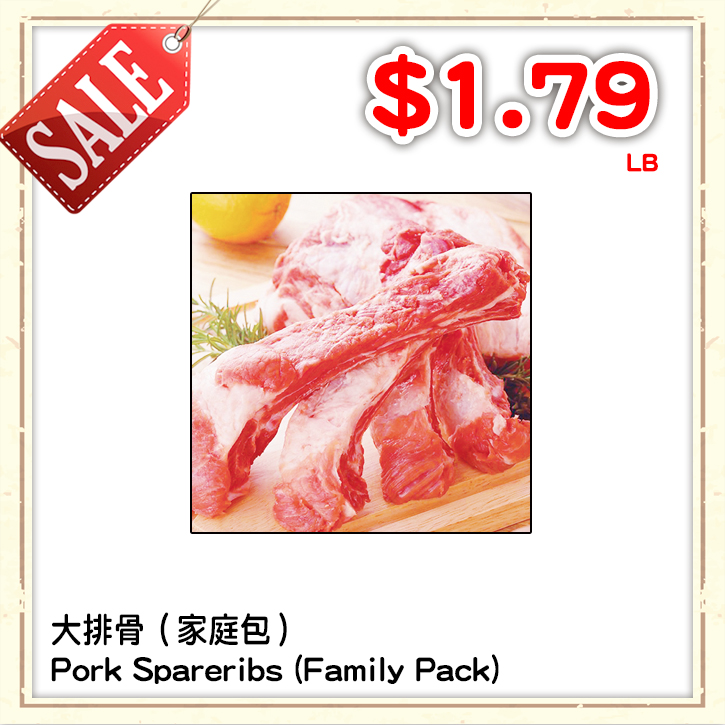 SALE
$1.79
LB
大排骨（家庭包）
Pork Spareribs (Family Pack)